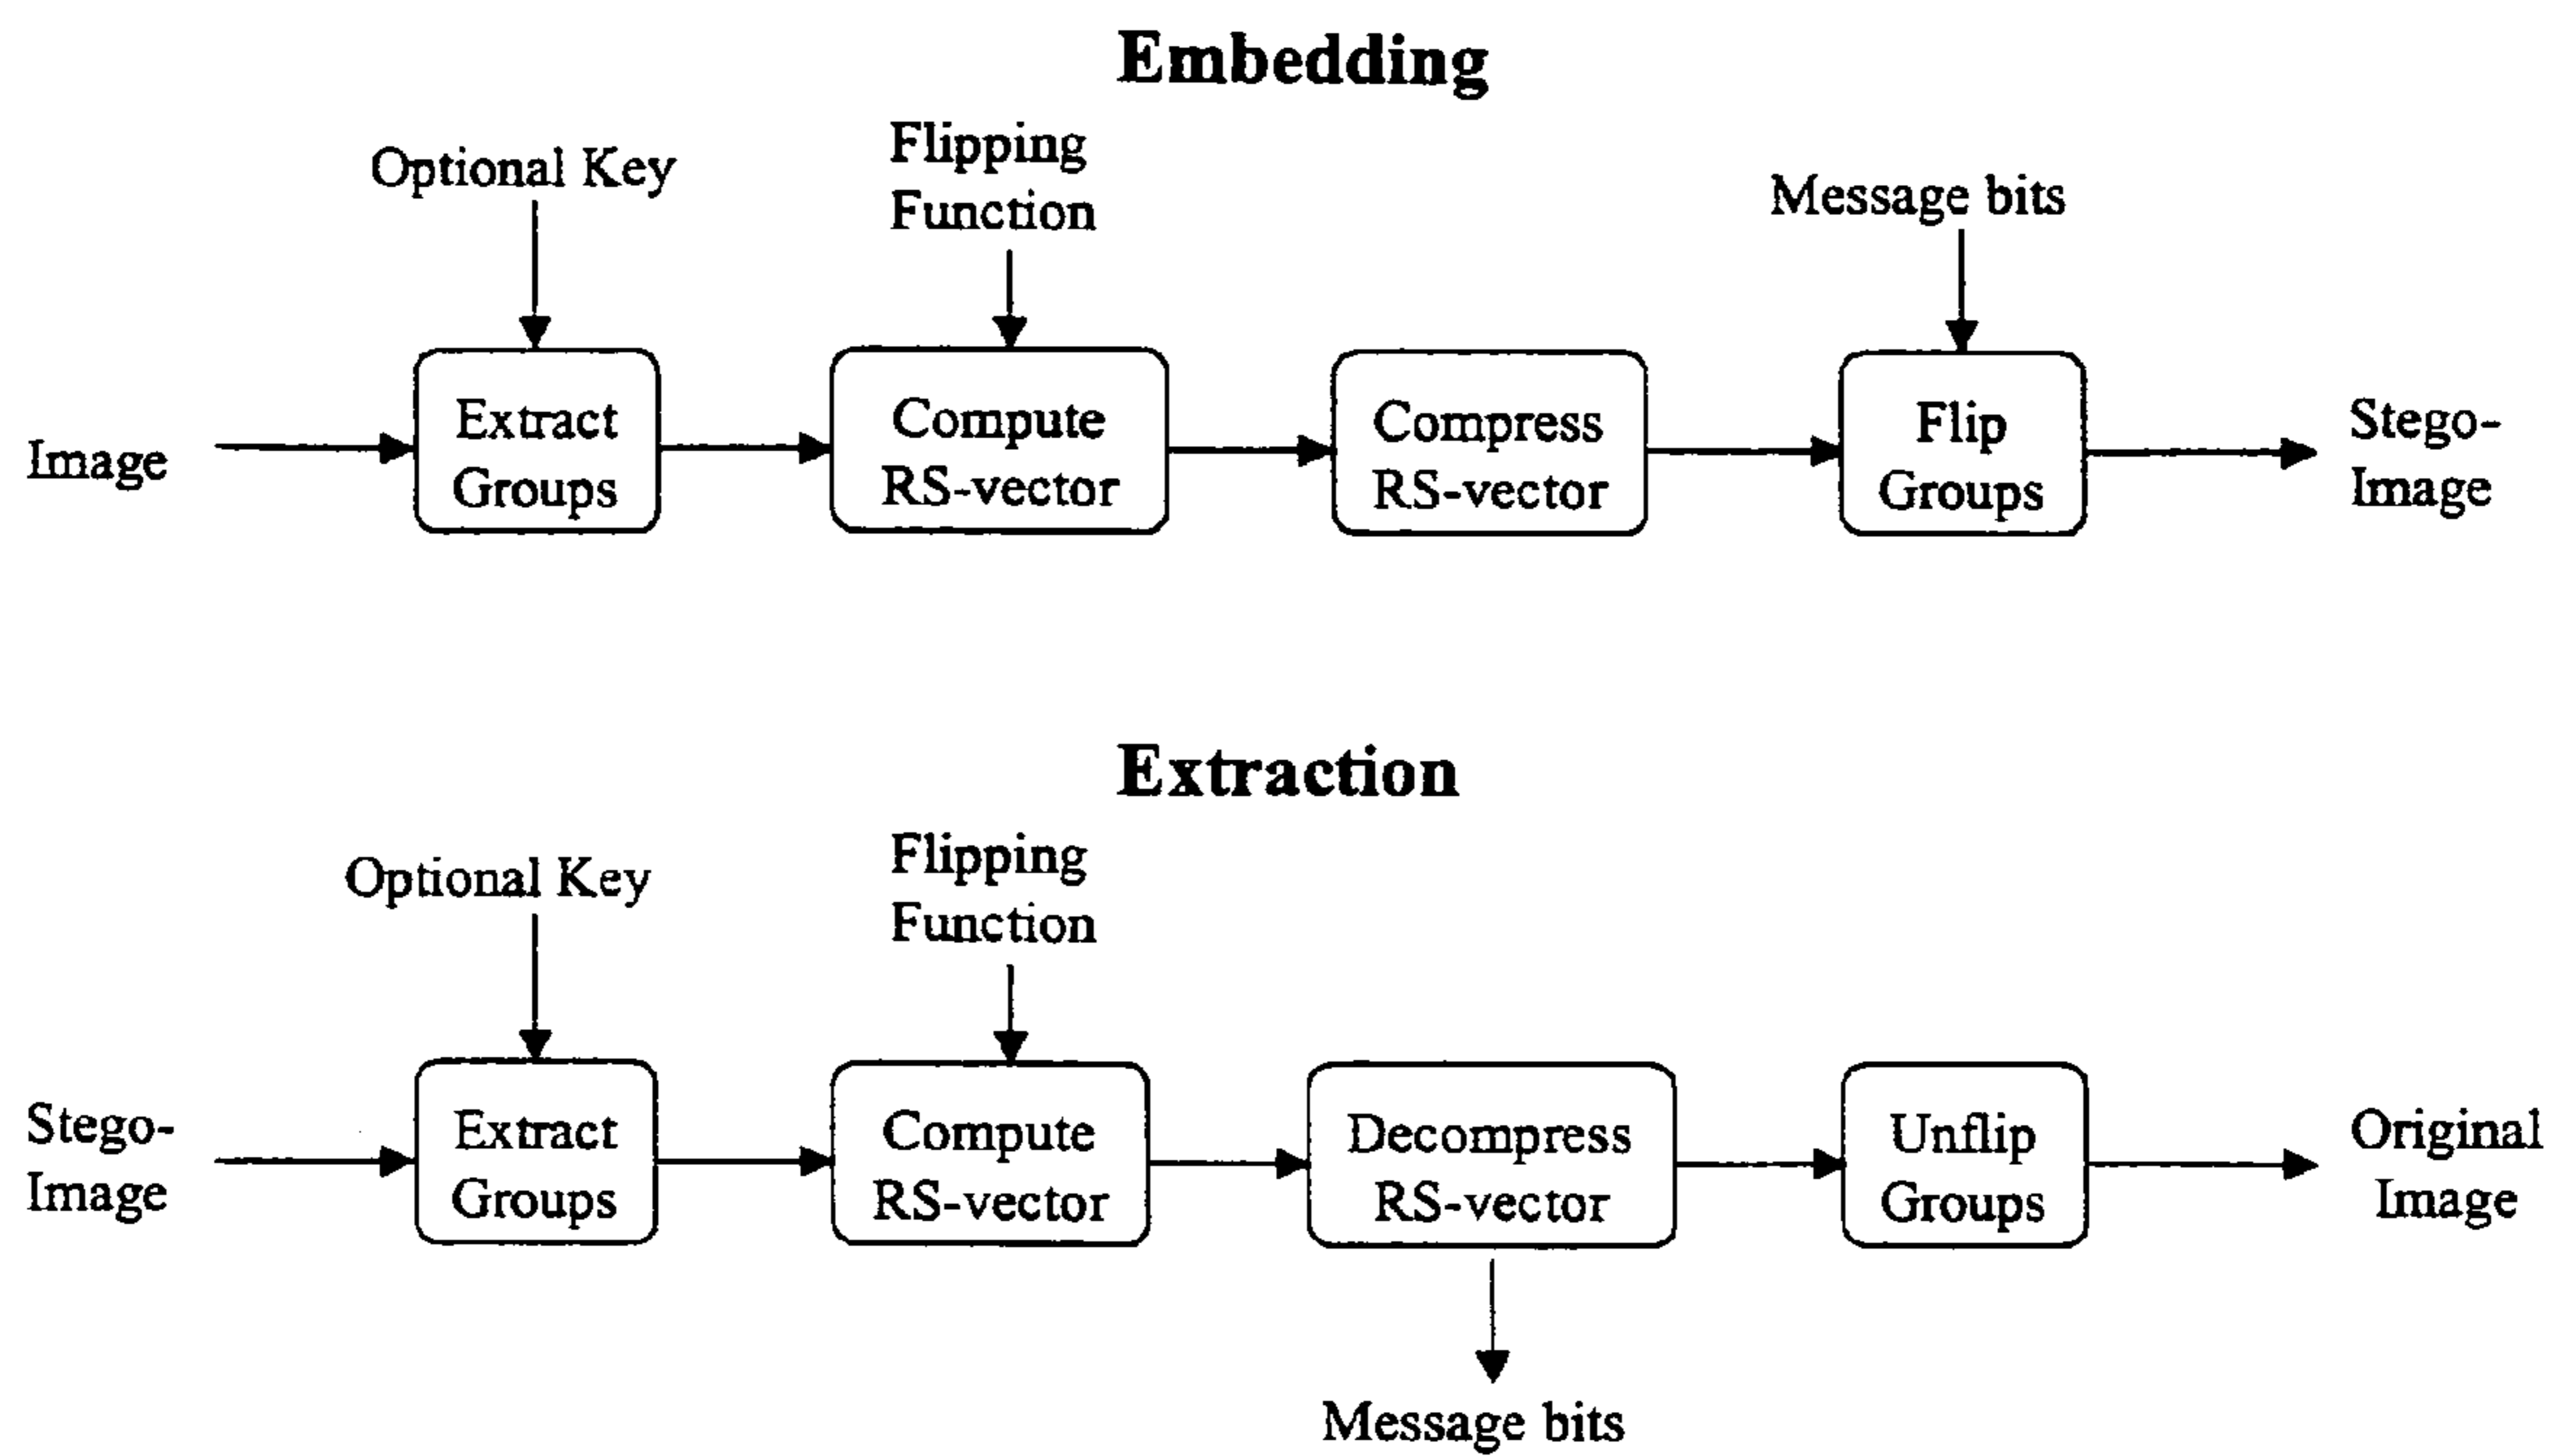 Embedding
Optional Key
Flipping
Function
Message bits
Image
Extract
Groups
Compute
RS-vector
Compress
RS-vector
Flip
Groups
Stego-
Image
Extraction
Optional Key
Flipping
Function
Stego-
Image
Extract
Groups
Compute
RS-vector
Decompress
RS-vector
Unflip
Groups
Original
Image
Message bits